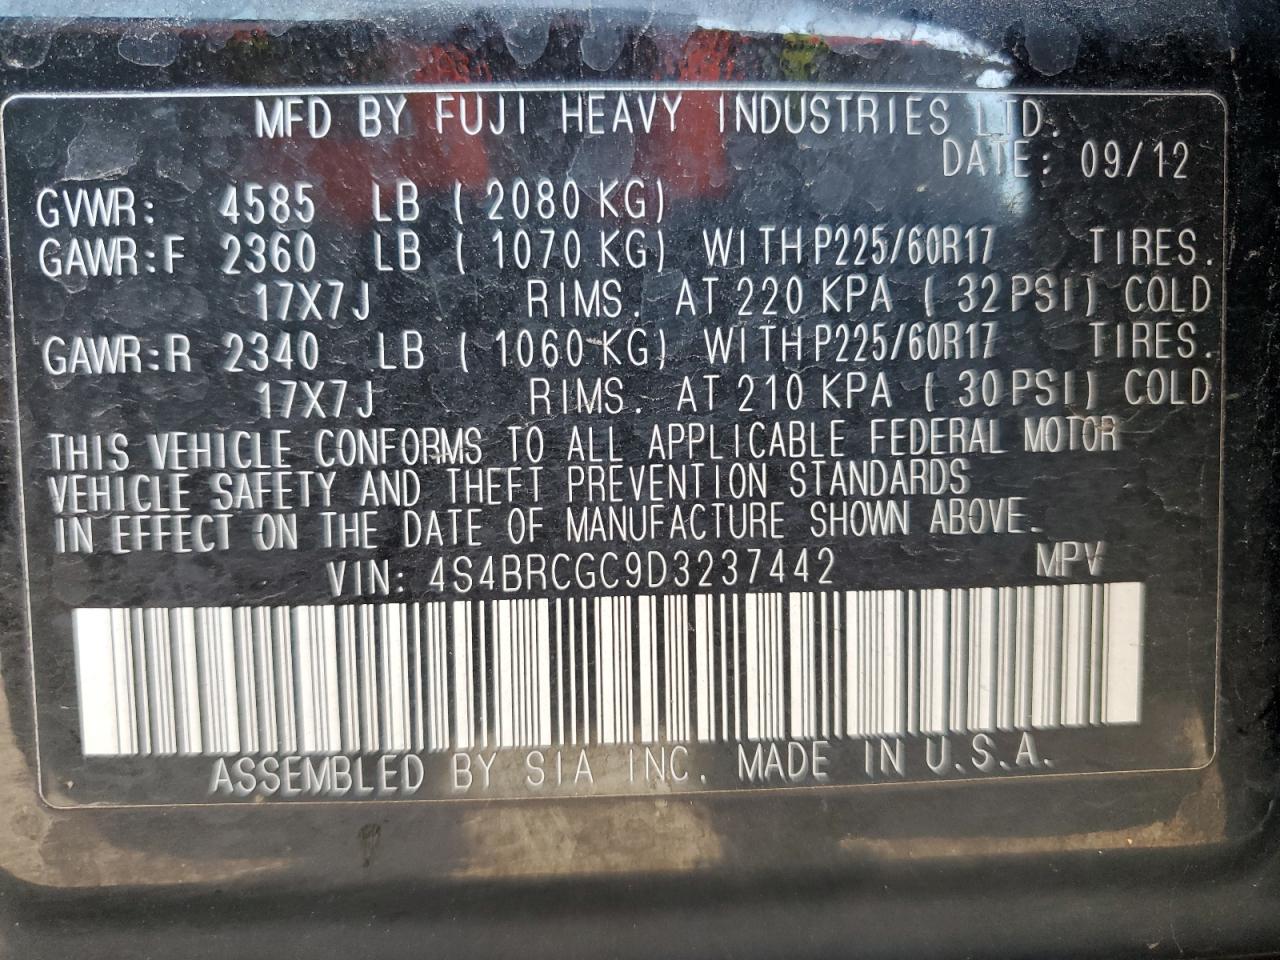 MFD BY FUJI HEAVY INDUSTRIES LTD.
DATE: 09/12
GVWR: 4585 LB ( 2080 KG)
GAWR:F 2360 LB ( 1070 KG) WITH P225/60R17 TIRES.
17X7J RIMS. AT 220 KPA ( 32 PSI) COLD
GAWR:R 2340 LB ( 1060 KG) WITH P225/60R17 TIRES.
17X7J RIMS. AT 210 KPA ( 30 PSI) COLD
THIS VEHICLE CONFORMS TO ALL APPLICABLE FEDERAL MOTOR
VEHICLE SAFETY AND THEFT PREVENTION STANDARDS
IN EFFECT ON THE DATE OF MANUFACTURE SHOWN ABOVE.
VIN: 4S4BRCGC9D3237442 MPV
ASSEMBLED BY SIA INC. MADE IN U.S.A.